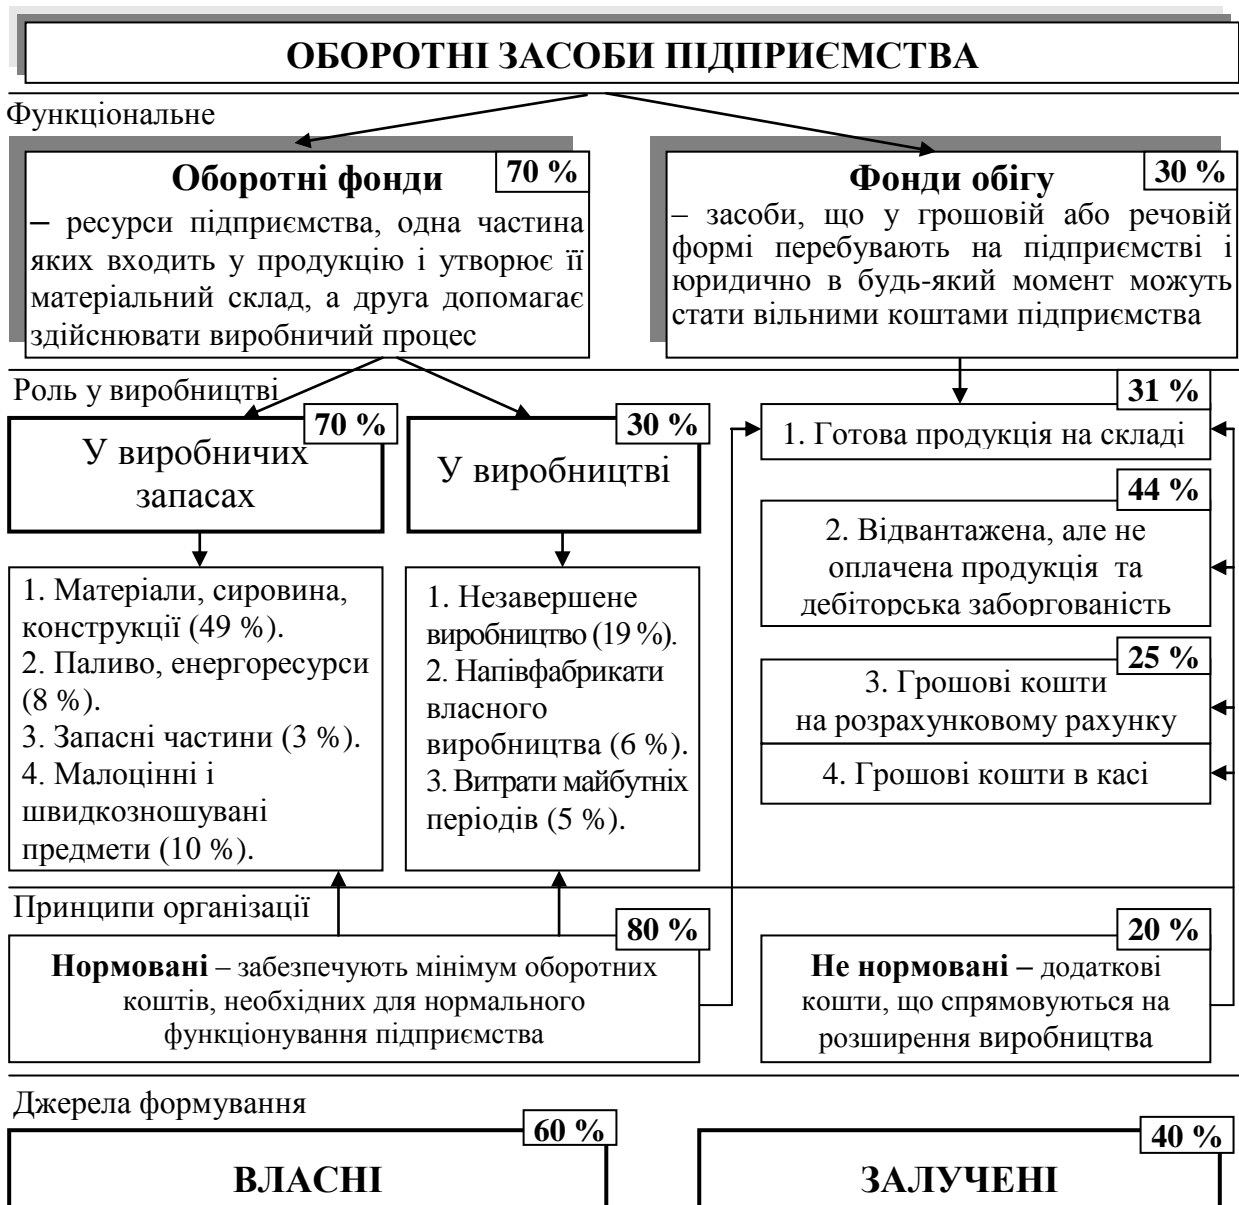 ОБОРОТНІ ЗАСОБИ ПІДПРИЄМСТВА
Функціональне
Оборотні фонди
70 %
– ресурси підприємства, одна частина
яких входить у продукцію і утворює її
матеріальний склад, а друга допомагає
здійснювати виробничий процес
Фонди обігу
30 %
– засоби, що у грошовій або речовій
формі перебувають на підприємстві і
юридично в будь-який момент можуть
стати вільними коштами підприємства
Роль у виробництві
70 %
У виробничих
запасах
30 %
У виробництві
31 %
1. Готова продукція на складі
44 %
2. Відвантажена, але не
оплачена продукція та
дебіторська заборгованість
25 %
3. Грошові кошти
на розрахунковому рахунку
4. Грошові кошти в касі
1. Матеріали, сировина,
конструкції (49 %).
2. Паливо, енергоресурси
(8 %).
3. Запасні частини (3 %).
4. Малоцінні і
швидкозношувані
предмети (10 %).
1. Незавершене
виробництво (19 %).
2. Напівфабрикати
власного
виробництва (6 %).
3. Витрати майбутніх
періодів (5 %).
Принципи організації
80 %
Нормовані – забезпечують мінімум оборотних
коштів, необхідних для нормального
функціонування підприємства
20 %
Не нормовані – додаткові
кошти, що спрямовуються на
розширення виробництва
Джерела формування
60 %
ВЛАСНІ
40 %
ЗАЛУЧЕНІ